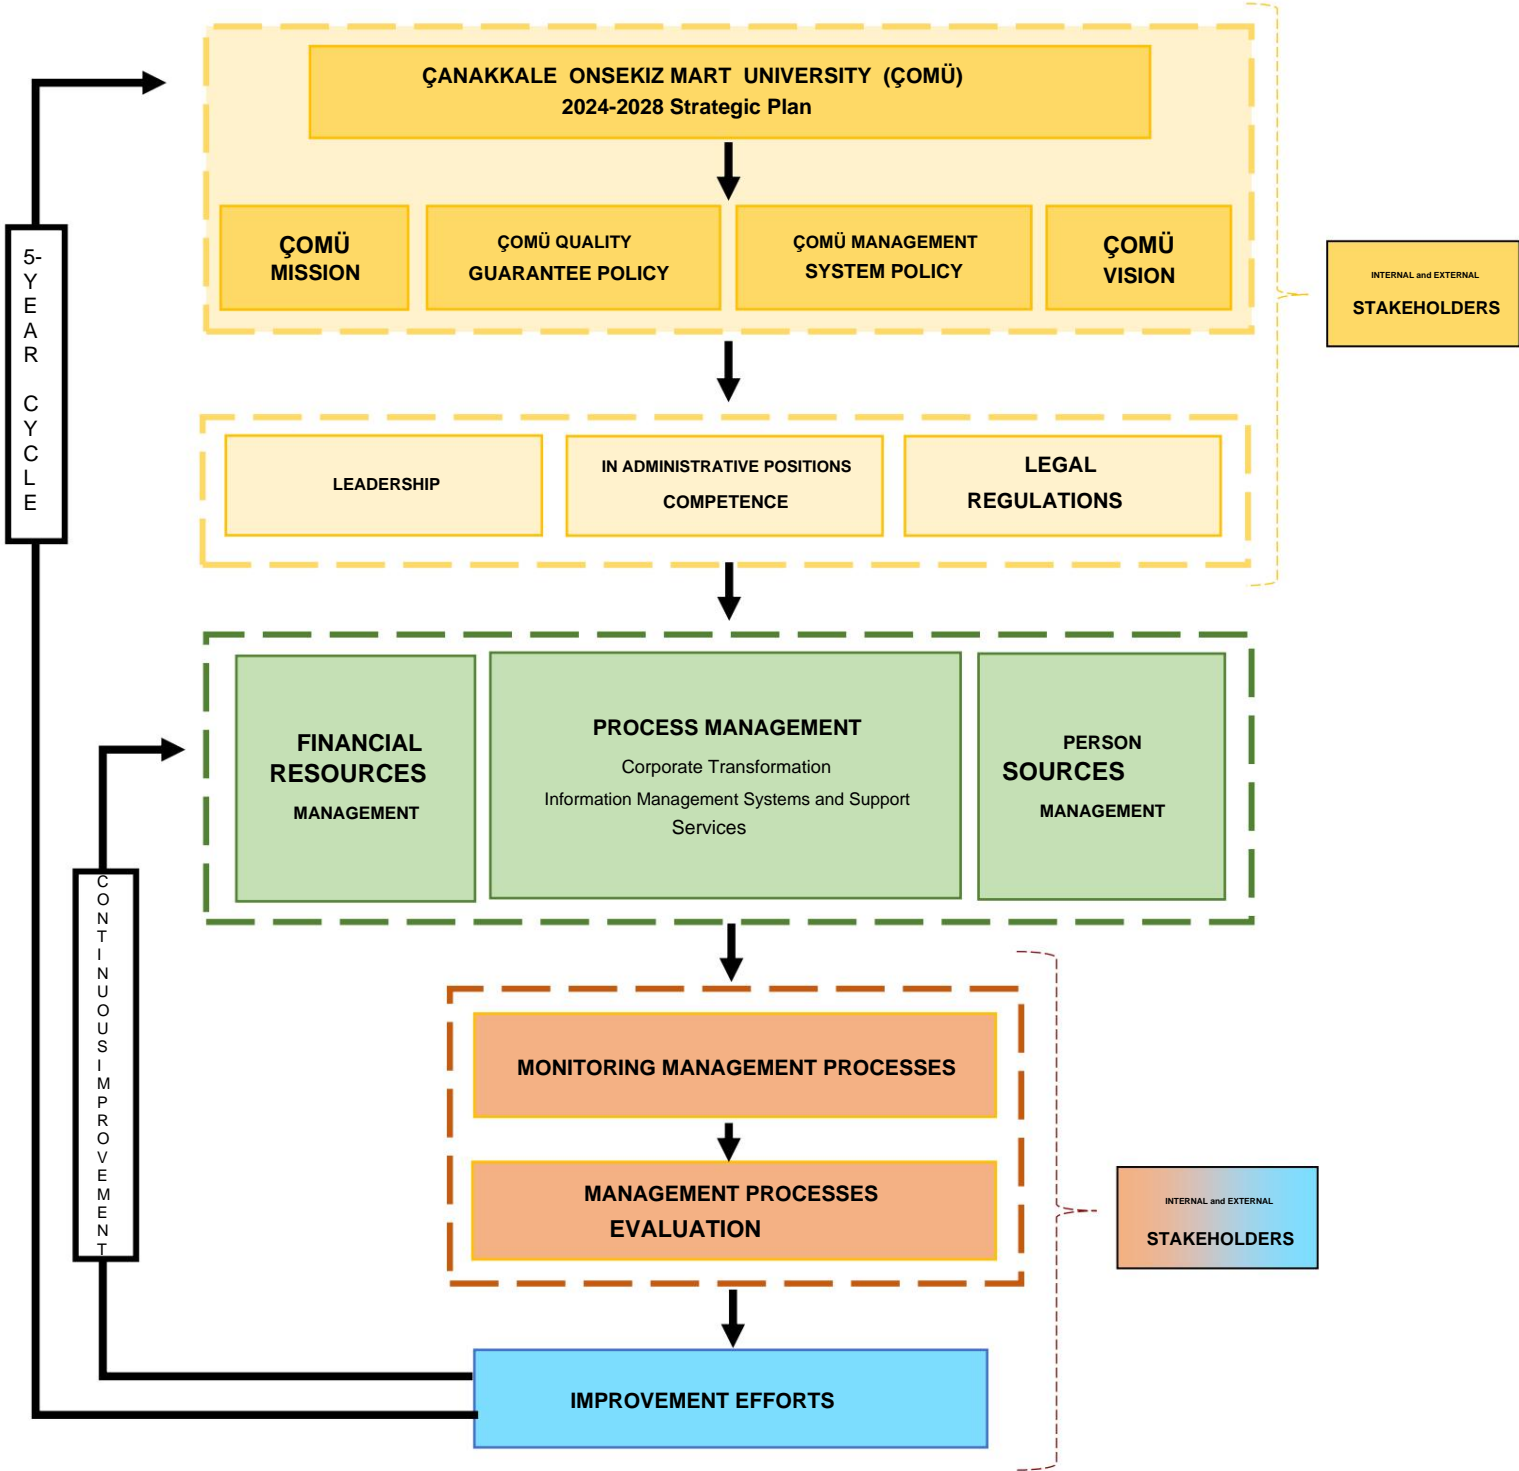 ÇANAKKALE ONSEKIZ MART UNIVERSITY (ÇOMÜ)
2024-2028 Strategic Plan
ÇOMÜ
MISSION
ÇOMÜ QUALITY
GUARANTEE POLICY
ÇOMÜ MANAGEMENT
SYSTEM POLICY
ÇOMÜ
VISION
INTERNAL and EXTERNAL
STAKEHOLDERS
5-YEAR CYCLE
LEADERSHIP
IN ADMINISTRATIVE POSITIONS
COMPETENCE
LEGAL
REGULATIONS
FINANCIAL
RESOURCES
MANAGEMENT
PROCESS MANAGEMENT
Corporate Transformation
Information Management Systems and Support
Services
PERSON
SOURCES
MANAGEMENT
CONTINUOUSIMPROVEMENT
MONITORING MANAGEMENT PROCESSES
MANAGEMENT PROCESSES
EVALUATION
INTERNAL and EXTERNAL
STAKEHOLDERS
IMPROVEMENT EFFORTS